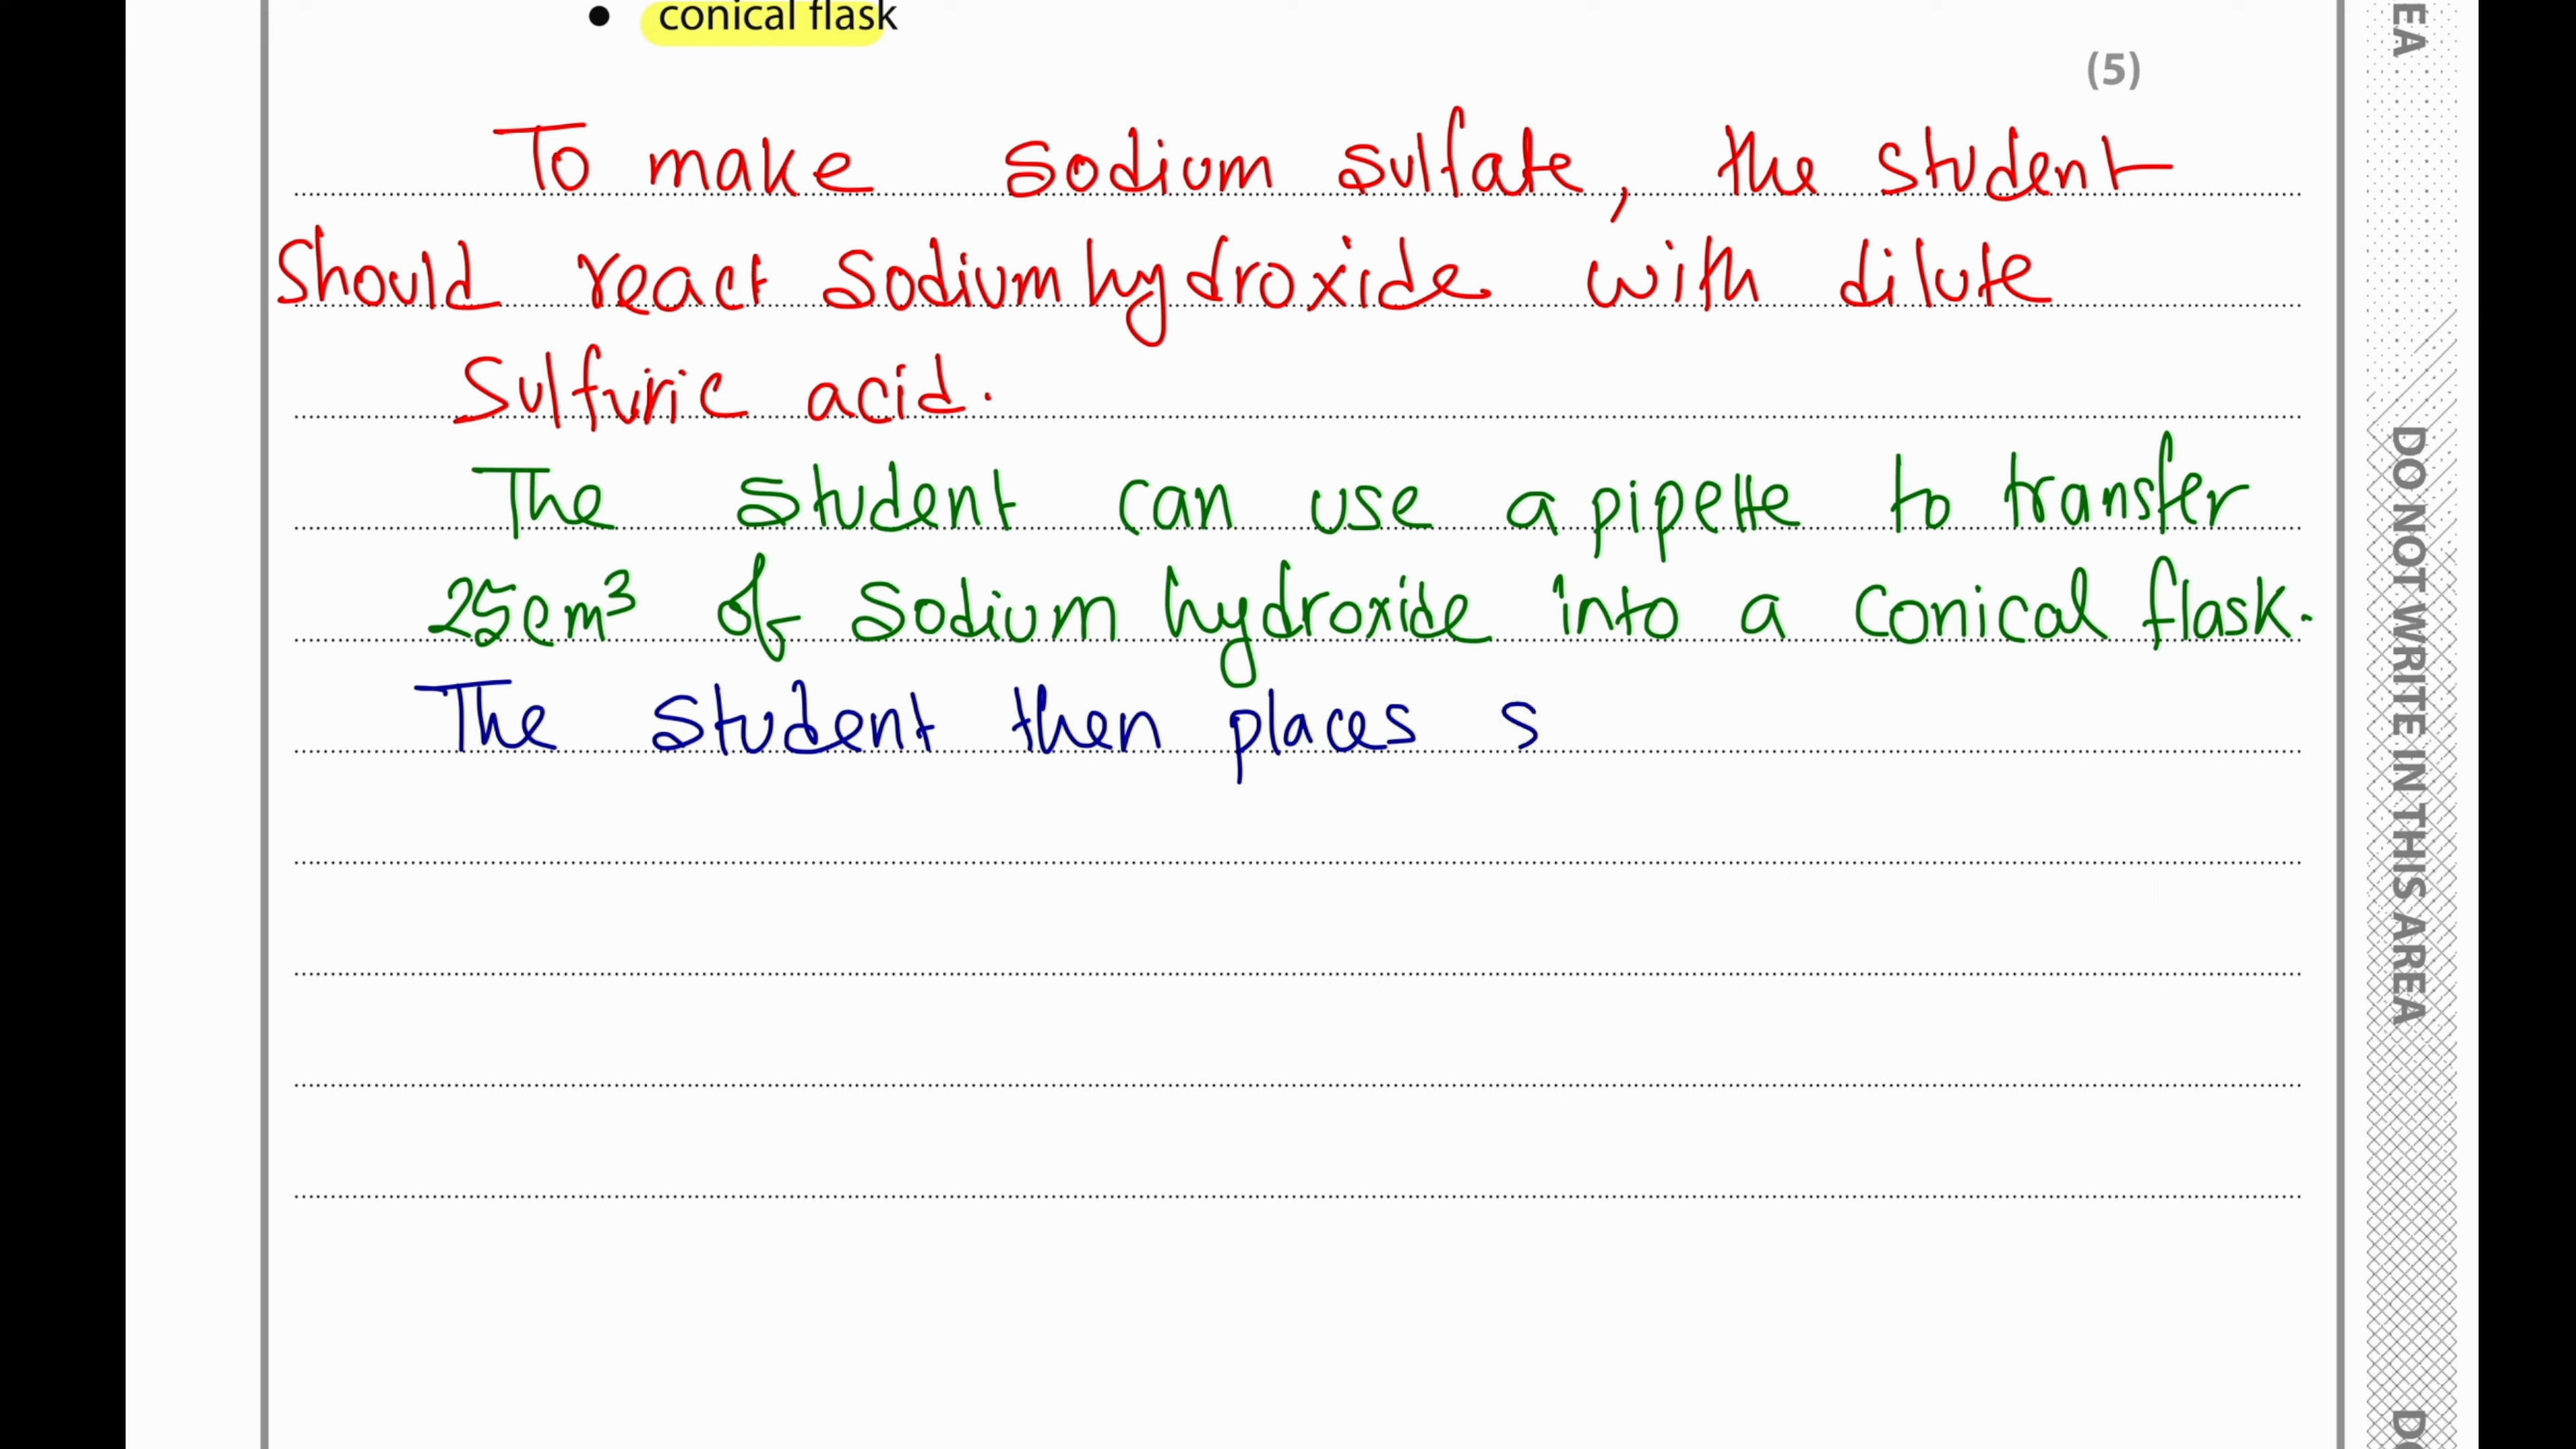 • conical flask
(5)
To make sodium sulfate, the student
should react sodium hydroxide with dilute
sulfuric acid.
The student can use a pipette to transfer
25cm³ of sodium hydroxide into a conical flask.
The student then places s
EA
DO NOT WRITE IN THIS AREA
D